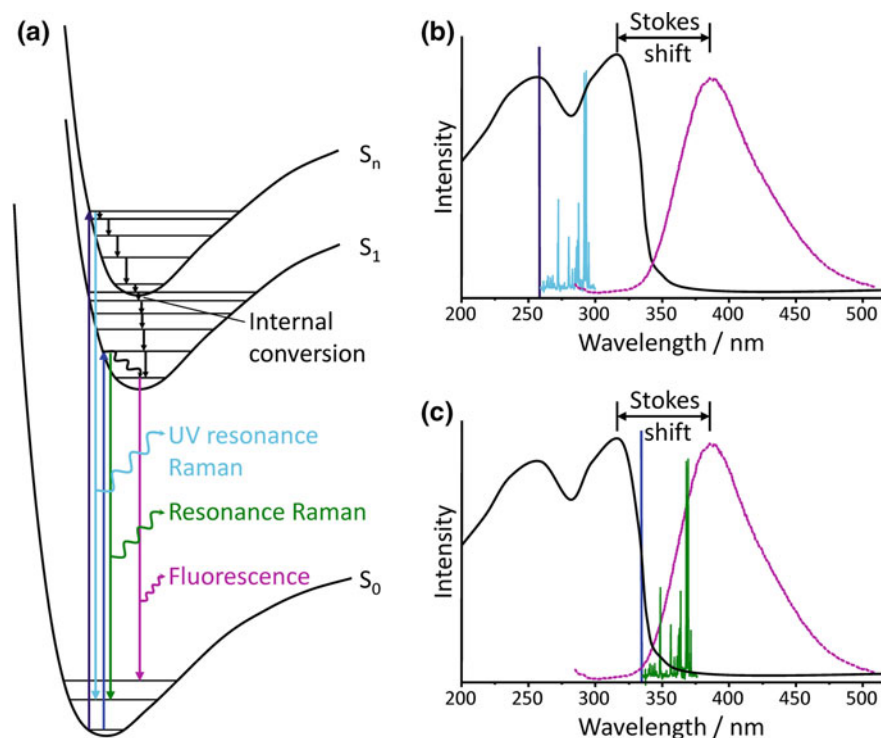 (a)
Sn
S1
Internal
conversion
UV resonance
Raman
Resonance Raman
Fluorescence
S0
(b)
Stokes
shift
Intensity
200 250 300 350 400 450 500
Wavelength / nm
(c)
Stokes
shift
Intensity
200 250 300 350 400 450 500
Wavelength / nm